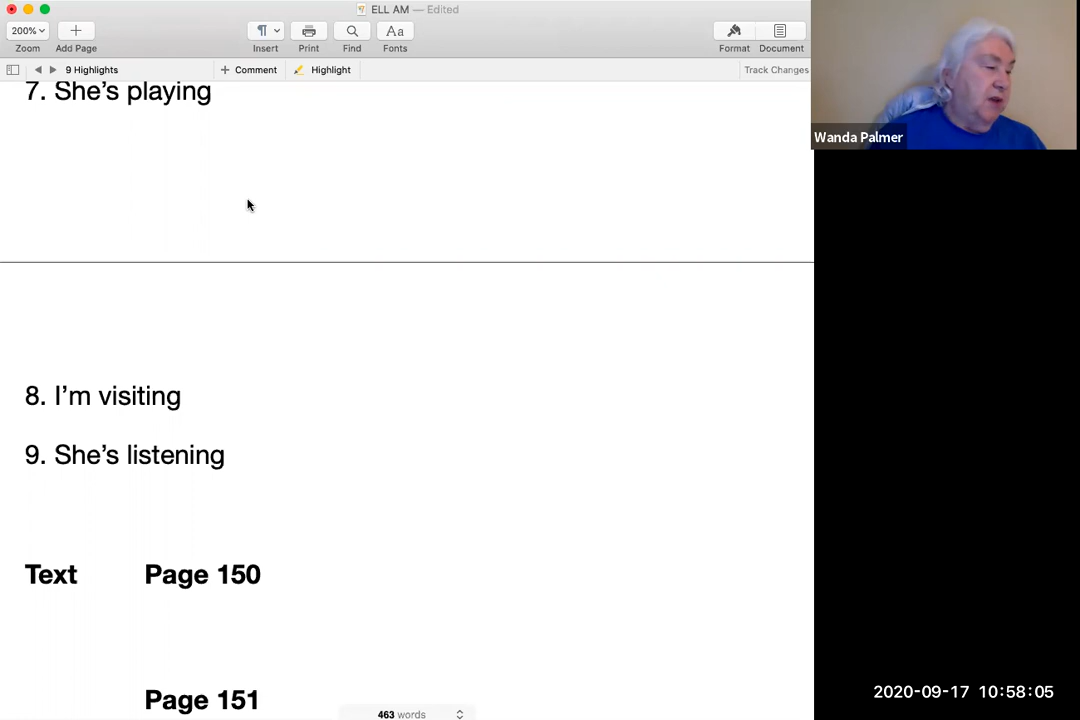 ELL AM — Edited
200%
Zoom
Add Page
Insert
Print
Find
Aa
Fonts
Format
Document
9 Highlights
Comment
Highlight
Track Changes
7. She's playing
Wanda Palmer
8. I'm visiting
9. She's listening
Text Page 150
Page 151
463 words
2020-09-17 10:58:05